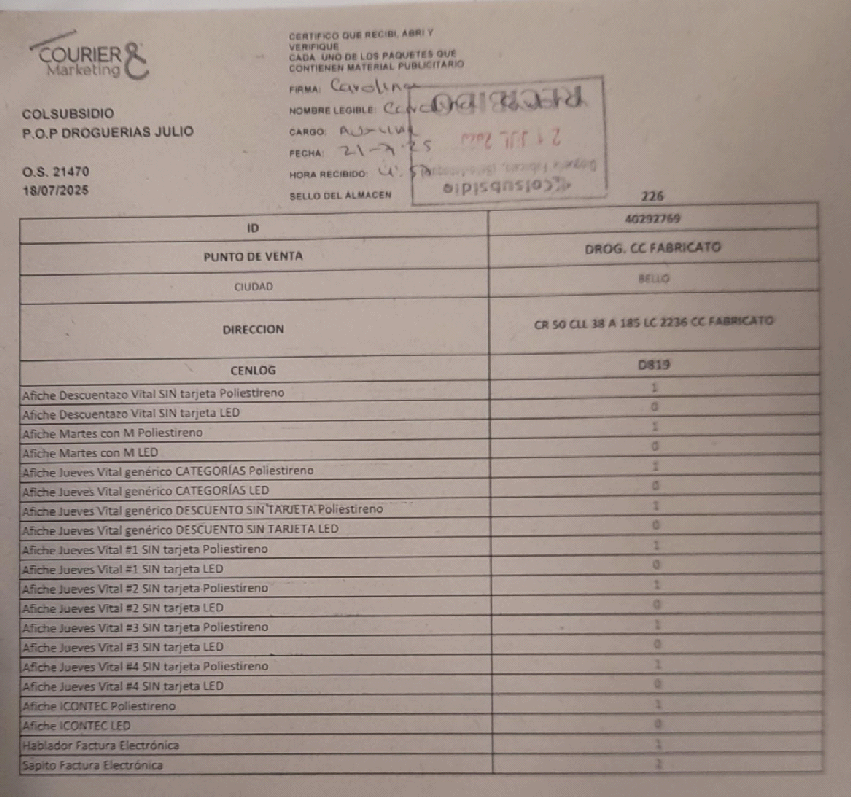 COURIER &
Marketing
COLSUBSIDIO
P.O.P DROGUERIAS JULIO
O.S. 21470
18/07/2025
CERTIFICO QUE RECIBI, ABRI Y
VERIFIQUE
CADA UNO DE LOS PAQUETES QUE
CONTIENEN MATERIAL PUBLICITARIO
FIRMA: Carolina
NOMBRE LEGIBLE:
CARGO:
FECHA: 21-7-25
HORA RECIBIDO:
SELLO DEL ALMACEN
RECIBIDO
JUL
Colsubsidio
226
ID 40292769
PUNTO DE VENTA DROG. CC FABRICATO
CIUDAD BELLO
DIRECCION CR 50 CLL 38 A 185 LC 2236 CC FABRICATO
CENLOG D819
Afiche Descuentazo Vital SIN tarjeta Poliestireno 1
Afiche Descuentazo Vital SIN tarjeta LED 0
Afiche Martes con M Poliestireno 1
Afiche Martes con M LED 0
Afiche Jueves Vital genérico CATEGORÍAS Poliestireno 1
Afiche Jueves Vital genérico CATEGORÍAS LED 0
Afiche Jueves Vital genérico DESCUENTO SIN TARJETA Poliestireno 1
Afiche Jueves Vital genérico DESCUENTO SIN TARJETA LED 0
Afiche Jueves Vital #1 SIN tarjeta Poliestireno 1
Afiche Jueves Vital #1 SIN tarjeta LED 0
Afiche Jueves Vital #2 SIN tarjeta Poliestireno 1
Afiche Jueves Vital #2 SIN tarjeta LED 0
Afiche Jueves Vital #3 SIN tarjeta Poliestireno 1
Afiche Jueves Vital #3 SIN tarjeta LED 0
Afiche Jueves Vital #4 SIN tarjeta Poliestireno 1
Afiche Jueves Vital #4 SIN tarjeta LED 0
Afiche ICONTEC Poliestireno 1
Afiche ICONTEC LED 0
Hablador Factura Electrónica 1
Sapito Factura Electrónica